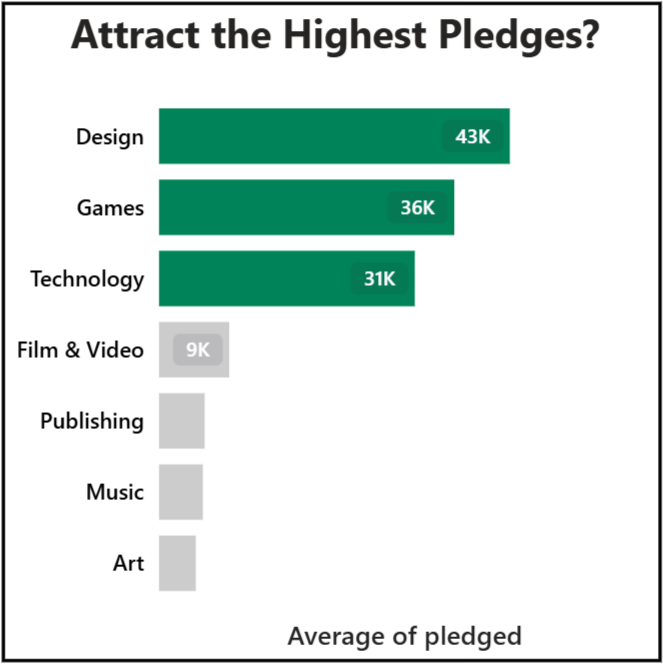 Attract the Highest Pledges?
Design 43K
Games 36K
Technology 31K
Film & Video 9K
Publishing
Music
Art
Average of pledged